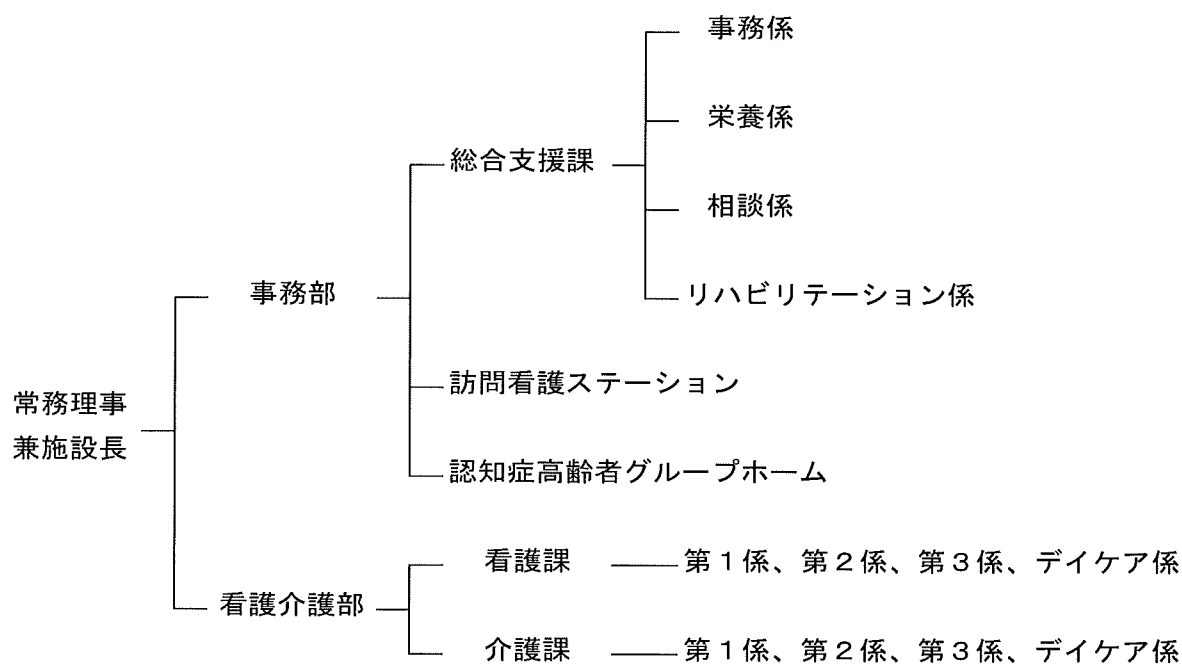 事務係
栄養係
総合支援課
相談係
事務部
リハビリテーション係
訪問看護ステーション
常務理事
兼施設長
認知症高齢者グループホーム
看護課
第1係、第2係、第3係、デイケア係
看護介護部
介護課
第1係、第2係、第3係、デイケア係